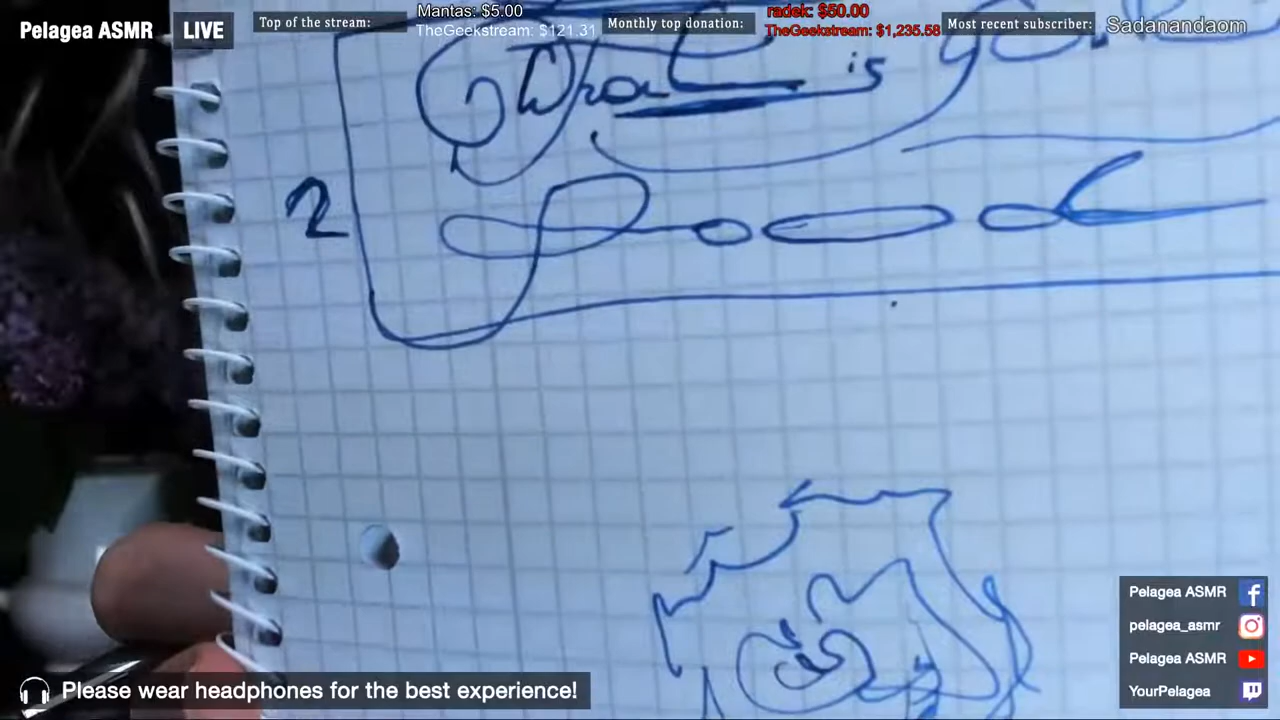 Pelagea ASMR LIVE
Top of the stream:
Mantas: $5.00
TheGeekstream: $121.31
Monthly top donation:
radek: $50.00
TheGeekstream: $1,235.58
Most recent subscriber:
Sadanandaom
What is
2
food
Pelagea ASMR
pelagea_asmr
Pelagea ASMR
YourPelagea
Please wear headphones for the best experience!